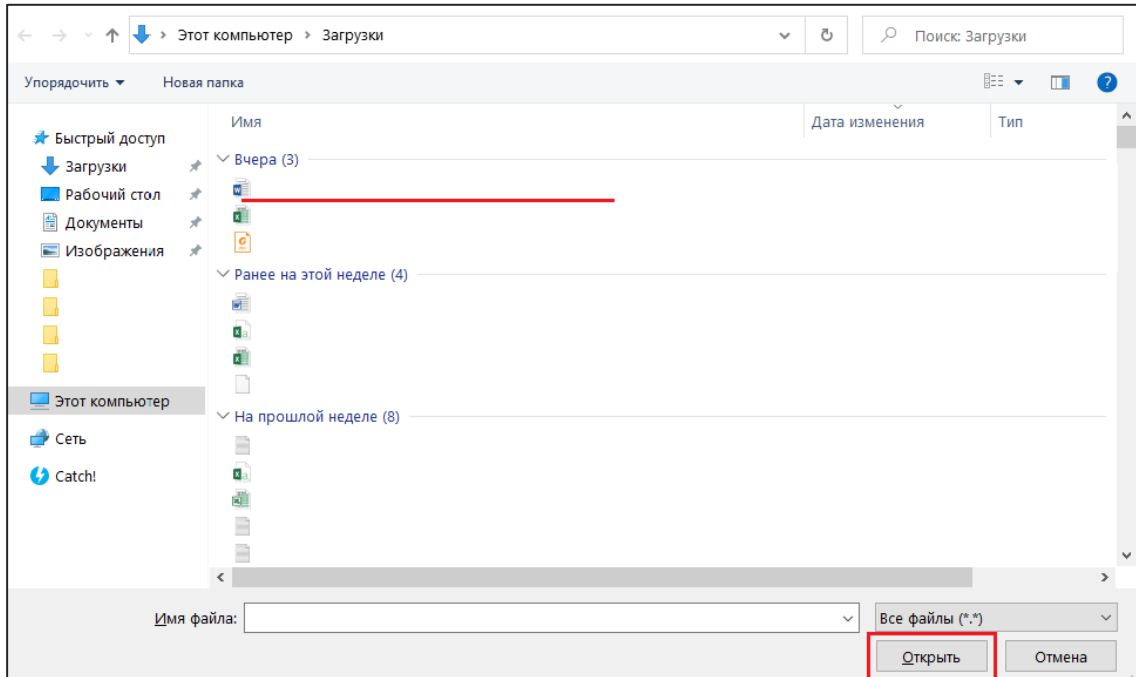 Этот компьютер › Загрузки
Поиск: Загрузки
Упорядочить
Новая папка
?
Имя
Дата изменения
Тип
Быстрый доступ
Загрузки
Рабочий стол
Документы
Изображения
Этот компьютер
Сеть
Catch!
Вчера (3)
Ранее на этой неделе (4)
На прошлой неделе (8)
Имя файла:
Все файлы (*.*)
Открыть
Отмена